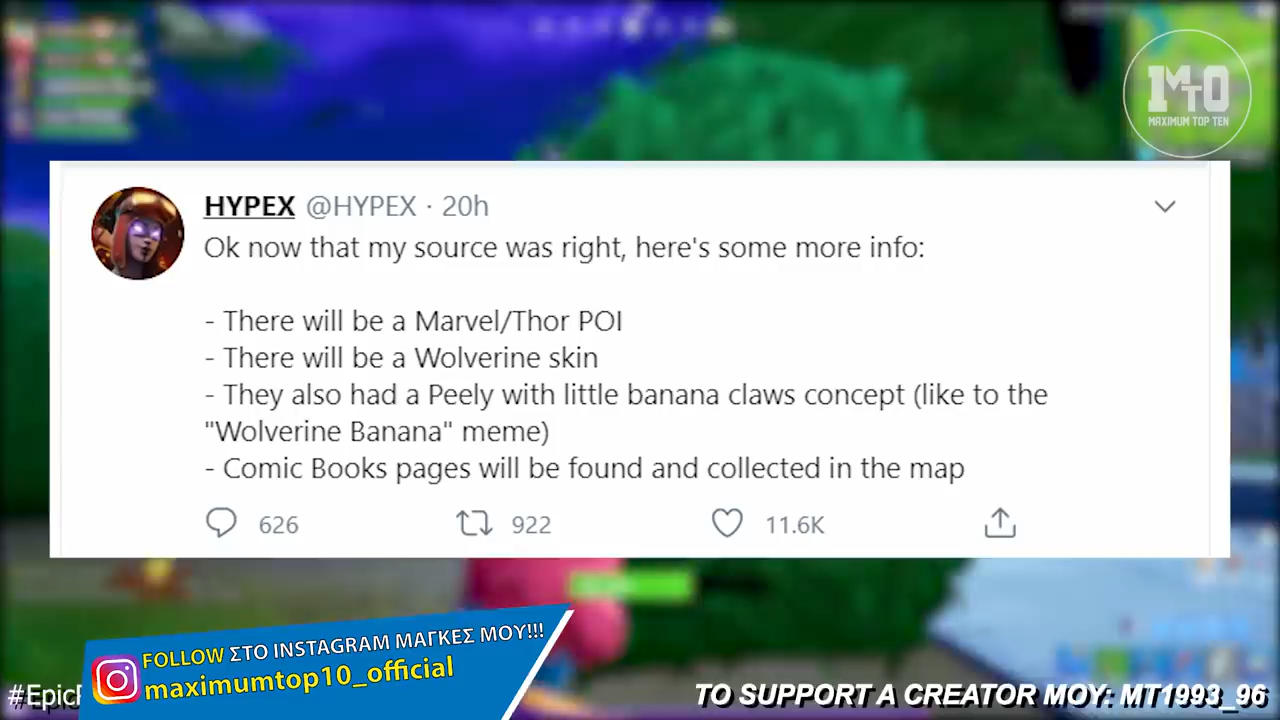 1MTO
MAXIMUM TOP TEN
HYPEX @HYPEX · 20h
Ok now that my source was right, here's some more info:
- There will be a Marvel/Thor POI
- There will be a Wolverine skin
- They also had a Peely with little banana claws concept (like to the
"Wolverine Banana" meme)
- Comic Books pages will be found and collected in the map
626 922 11.6K
FOLLOW ΣΤΟ INSTAGRAM ΜΑΓΚΕΣ ΜΟΥ!!!
maximumtop10_official
TO SUPPORT A CREATOR ΜΟΥ: MT1993_96